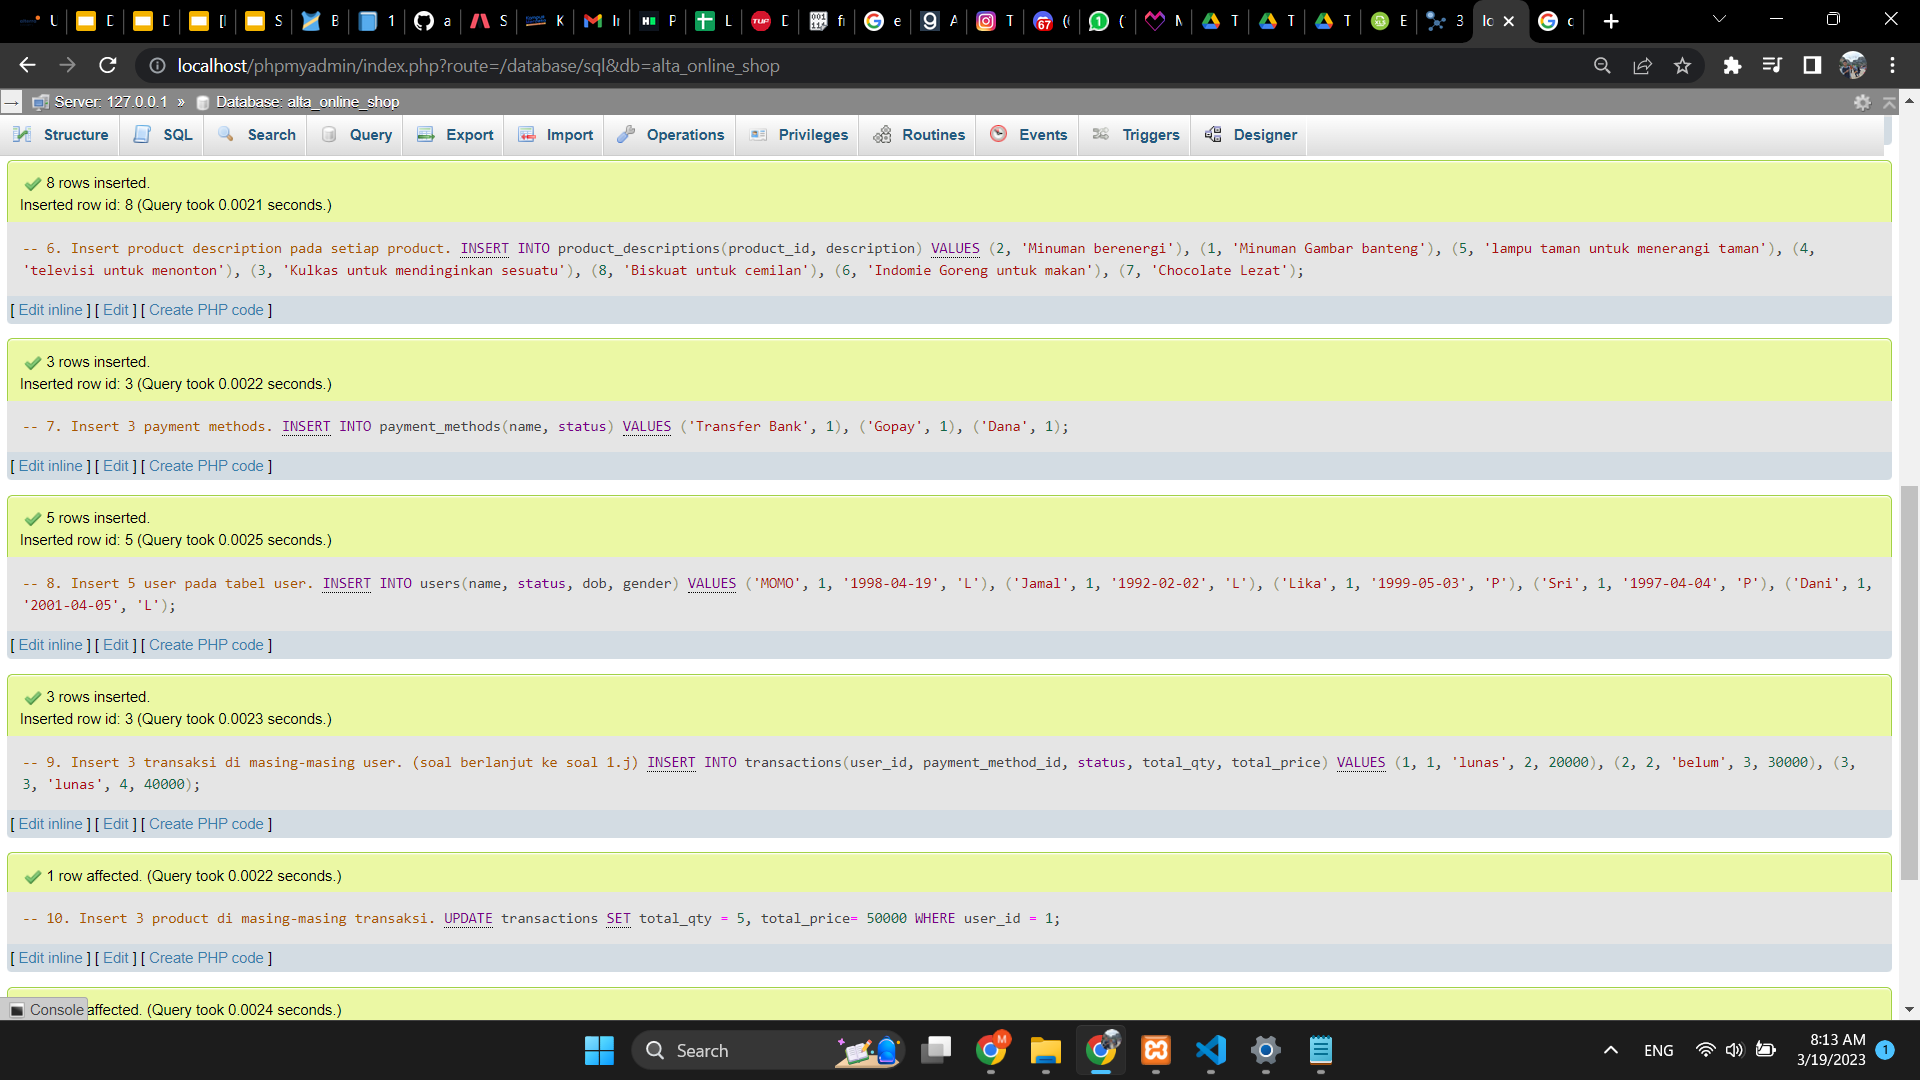 localhost/phpmyadmin/index.php?route=/database/sql&db=alta_online_shop
Server: 127.0.0.1 » Database: alta_online_shop
Structure SQL Search Query Export Import Operations Privileges Routines Events Triggers Designer
8 rows inserted.
Inserted row id: 8 (Query took 0.0021 seconds.)
-- 6. Insert product description pada setiap product. INSERT INTO product_descriptions(product_id, description) VALUES (2, 'Minuman berenergi'), (1, 'Minuman Gambar banteng'), (5, 'lampu taman untuk menerangi taman'), (4,
'televisi untuk menonton'), (3, 'Kulkas untuk mendinginkan sesuatu'), (8, 'Biskuat untuk cemilan'), (6, 'Indomie Goreng untuk makan'), (7, 'Chocolate Lezat');
[ Edit inline ] [ Edit ] [ Create PHP code ]
3 rows inserted.
Inserted row id: 3 (Query took 0.0022 seconds.)
-- 7. Insert 3 payment methods. INSERT INTO payment_methods(name, status) VALUES ('Transfer Bank', 1), ('Gopay', 1), ('Dana', 1);
[ Edit inline ] [ Edit ] [ Create PHP code ]
5 rows inserted.
Inserted row id: 5 (Query took 0.0025 seconds.)
-- 8. Insert 5 user pada tabel user. INSERT INTO users(name, status, dob, gender) VALUES ('MOMO', 1, '1998-04-19', 'L'), ('Jamal', 1, '1992-02-02', 'L'), ('Lika', 1, '1999-05-03', 'P'), ('Sri', 1, '1997-04-04', 'P'), ('Dani', 1,
'2001-04-05', 'L');
[ Edit inline ] [ Edit ] [ Create PHP code ]
3 rows inserted.
Inserted row id: 3 (Query took 0.0023 seconds.)
-- 9. Insert 3 transaksi di masing-masing user. (soal berlanjut ke soal 1.j) INSERT INTO transactions(user_id, payment_method_id, status, total_qty, total_price) VALUES (1, 1, 'lunas', 2, 20000), (2, 2, 'belum', 3, 30000), (3,
3, 'lunas', 4, 40000);
[ Edit inline ] [ Edit ] [ Create PHP code ]
1 row affected. (Query took 0.0022 seconds.)
-- 10. Insert 3 product di masing-masing transaksi. UPDATE transactions SET total_qty = 5, total_price= 50000 WHERE user_id = 1;
[ Edit inline ] [ Edit ] [ Create PHP code ]
Console affected. (Query took 0.0024 seconds.)
Search
ENG
8:13 AM
3/19/2023
1